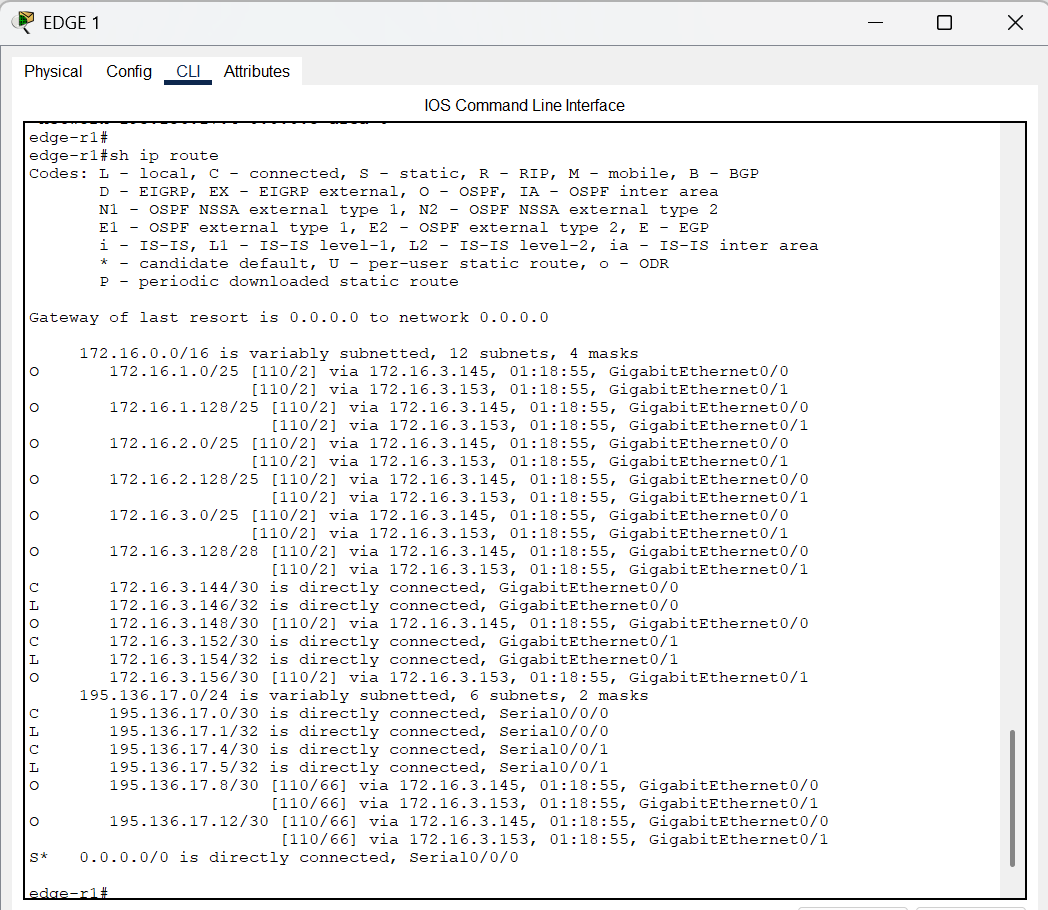 EDGE 1
Physical Config CLI Attributes
IOS Command Line Interface
edge-r1#
edge-r1#sh ip route
Codes: L - local, C - connected, S - static, R - RIP, M - mobile, B - BGP
D - EIGRP, EX - EIGRP external, O - OSPF, IA - OSPF inter area
N1 - OSPF NSSA external type 1, N2 - OSPF NSSA external type 2
E1 - OSPF external type 1, E2 - OSPF external type 2, E - EGP
i - IS-IS, L1 - IS-IS level-1, L2 - IS-IS level-2, ia - IS-IS inter area
* - candidate default, U - per-user static route, o - ODR
P - periodic downloaded static route
Gateway of last resort is 0.0.0.0 to network 0.0.0.0
172.16.0.0/16 is variably subnetted, 12 subnets, 4 masks
O 172.16.1.0/25 [110/2] via 172.16.3.145, 01:18:55, GigabitEthernet0/0
[110/2] via 172.16.3.153, 01:18:55, GigabitEthernet0/1
O 172.16.1.128/25 [110/2] via 172.16.3.145, 01:18:55, GigabitEthernet0/0
[110/2] via 172.16.3.153, 01:18:55, GigabitEthernet0/1
O 172.16.2.0/25 [110/2] via 172.16.3.145, 01:18:55, GigabitEthernet0/0
[110/2] via 172.16.3.153, 01:18:55, GigabitEthernet0/1
O 172.16.2.128/25 [110/2] via 172.16.3.145, 01:18:55, GigabitEthernet0/0
[110/2] via 172.16.3.153, 01:18:55, GigabitEthernet0/1
O 172.16.3.0/25 [110/2] via 172.16.3.145, 01:18:55, GigabitEthernet0/0
[110/2] via 172.16.3.153, 01:18:55, GigabitEthernet0/1
O 172.16.3.128/28 [110/2] via 172.16.3.145, 01:18:55, GigabitEthernet0/0
[110/2] via 172.16.3.153, 01:18:55, GigabitEthernet0/1
C 172.16.3.144/30 is directly connected, GigabitEthernet0/0
L 172.16.3.146/32 is directly connected, GigabitEthernet0/0
O 172.16.3.148/30 [110/2] via 172.16.3.145, 01:18:55, GigabitEthernet0/0
C 172.16.3.152/30 is directly connected, GigabitEthernet0/1
L 172.16.3.154/32 is directly connected, GigabitEthernet0/1
O 172.16.3.156/30 [110/2] via 172.16.3.153, 01:18:55, GigabitEthernet0/1
195.136.17.0/24 is variably subnetted, 6 subnets, 2 masks
C 195.136.17.0/30 is directly connected, Serial0/0/0
L 195.136.17.1/32 is directly connected, Serial0/0/0
C 195.136.17.4/30 is directly connected, Serial0/0/1
L 195.136.17.5/32 is directly connected, Serial0/0/1
O 195.136.17.8/30 [110/66] via 172.16.3.145, 01:18:55, GigabitEthernet0/0
[110/66] via 172.16.3.153, 01:18:55, GigabitEthernet0/1
O 195.136.17.12/30 [110/66] via 172.16.3.145, 01:18:55, GigabitEthernet0/0
[110/66] via 172.16.3.153, 01:18:55, GigabitEthernet0/1
S* 0.0.0.0/0 is directly connected, Serial0/0/0
edge-r1#